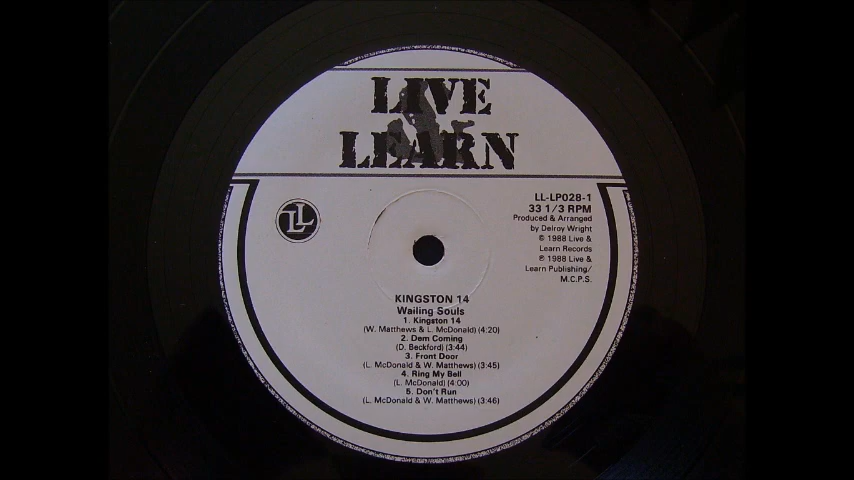 LIVE
LEARN
LL
LL-LP028-1
33 1/3 RPM
Produced & Arranged
by Delroy Wright
© 1988 Live &
Learn Records
℗ 1988 Live &
Learn Publishing/
M.C.P.S.
KINGSTON 14
Wailing Souls
1. Kingston 14
(W. Matthews & L. McDonald) (4:20)
2. Dem Coming
(D. Beckford) (3:44)
3. Front Door
(L. McDonald & W. Matthews) (3:45)
4. Ring My Bell
(L. McDonald) (4:00)
5. Don't Run
(L. McDonald & W. Matthews) (3:46)